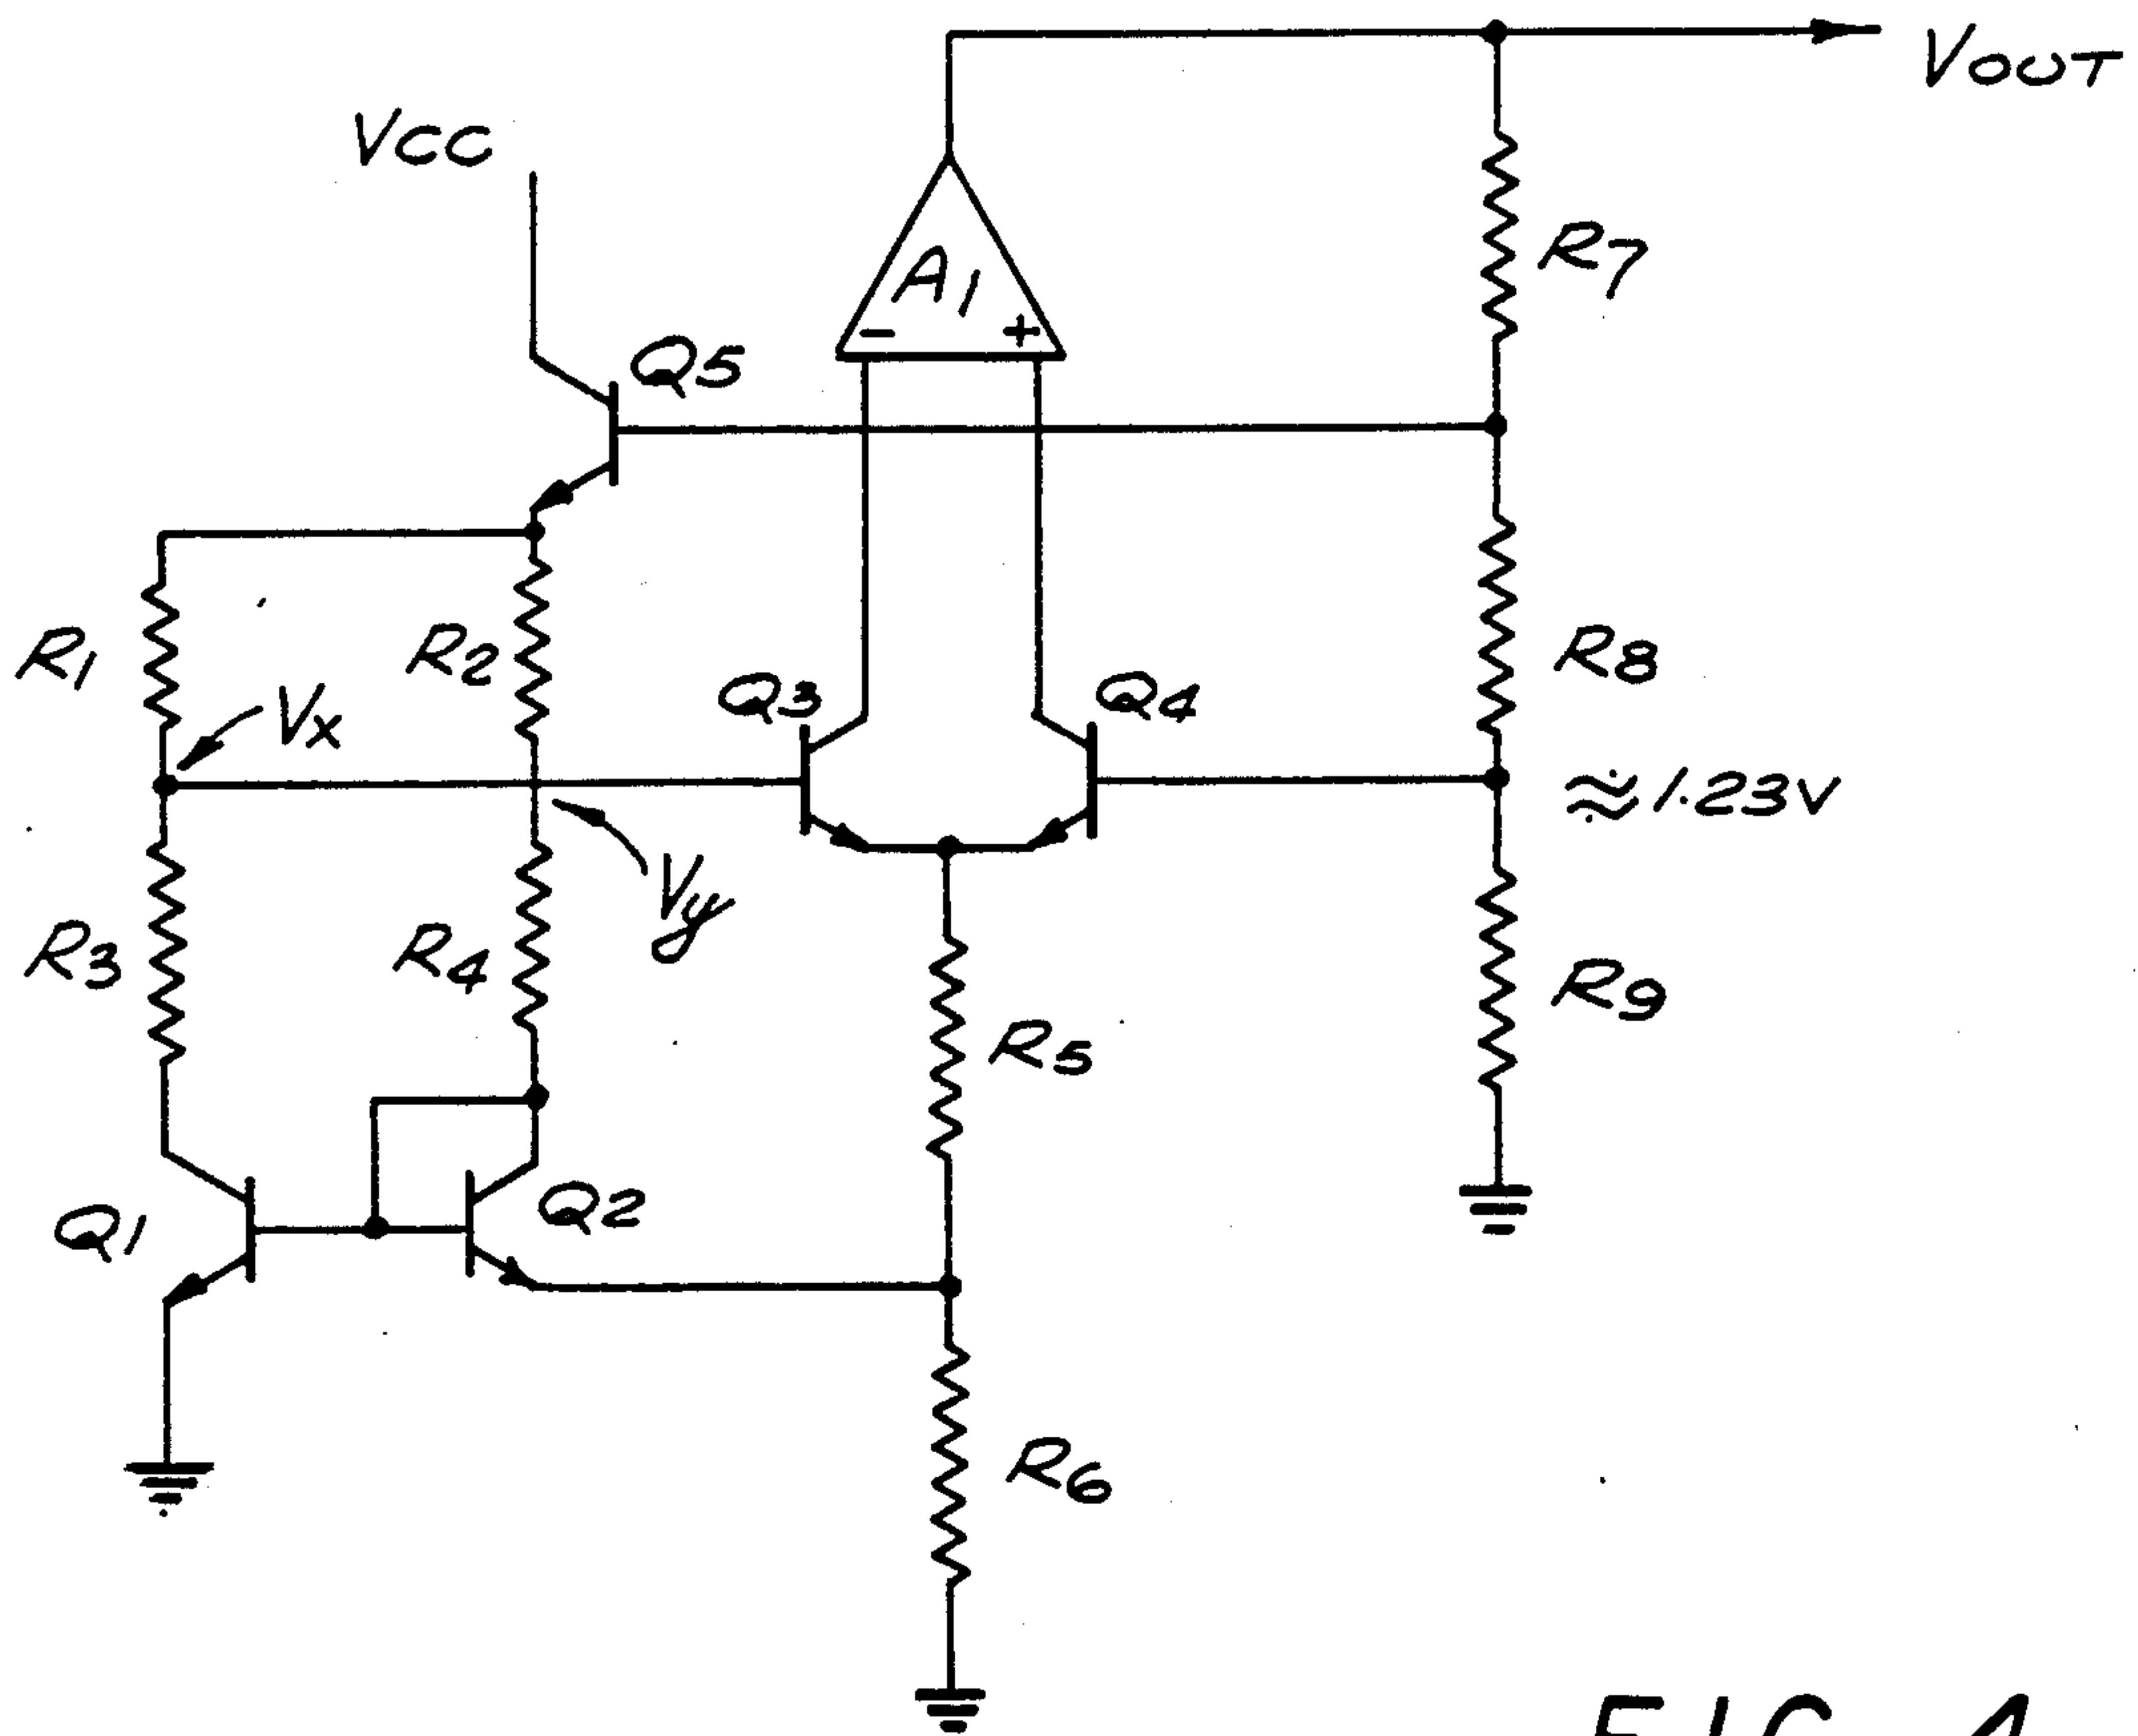 VOUT
VCC
A1
- +
R7
Q5
R1
R2
R8
Vx
Q3
Q4
≈1.23V
Vy
R3
R4
R9
R5
Q1
Q2
R6